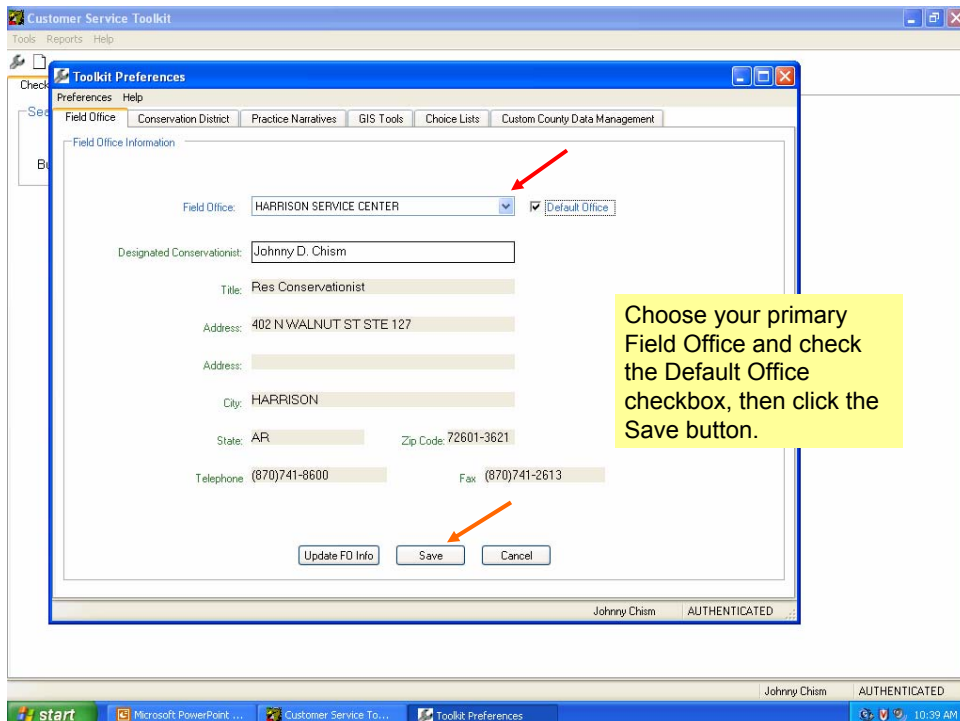 Customer Service Toolkit
Tools Reports Help
Toolkit Preferences
Check
Preferences Help
See
Field Office Conservation District Practice Narratives GIS Tools Choice Lists Custom County Data Management
Field Office Information
Field Office: HARRISON SERVICE CENTER Default Office
Designated Conservationist: Johnny D. Chism
Title: Res Conservationist
Address: 402 N WALNUT ST STE 127
Address:
City: HARRISON
State: AR Zip Code: 72601-3621
Telephone (870)741-8600 Fax (870)741-2613
Choose your primary
Field Office and check
the Default Office
checkbox, then click the
Save button.
Update FO Info Save Cancel
Johnny Chism AUTHENTICATED
Johnny Chism AUTHENTICATED
start Microsoft PowerPoint ... Customer Service To... Toolkit Preferences 10:39 AM